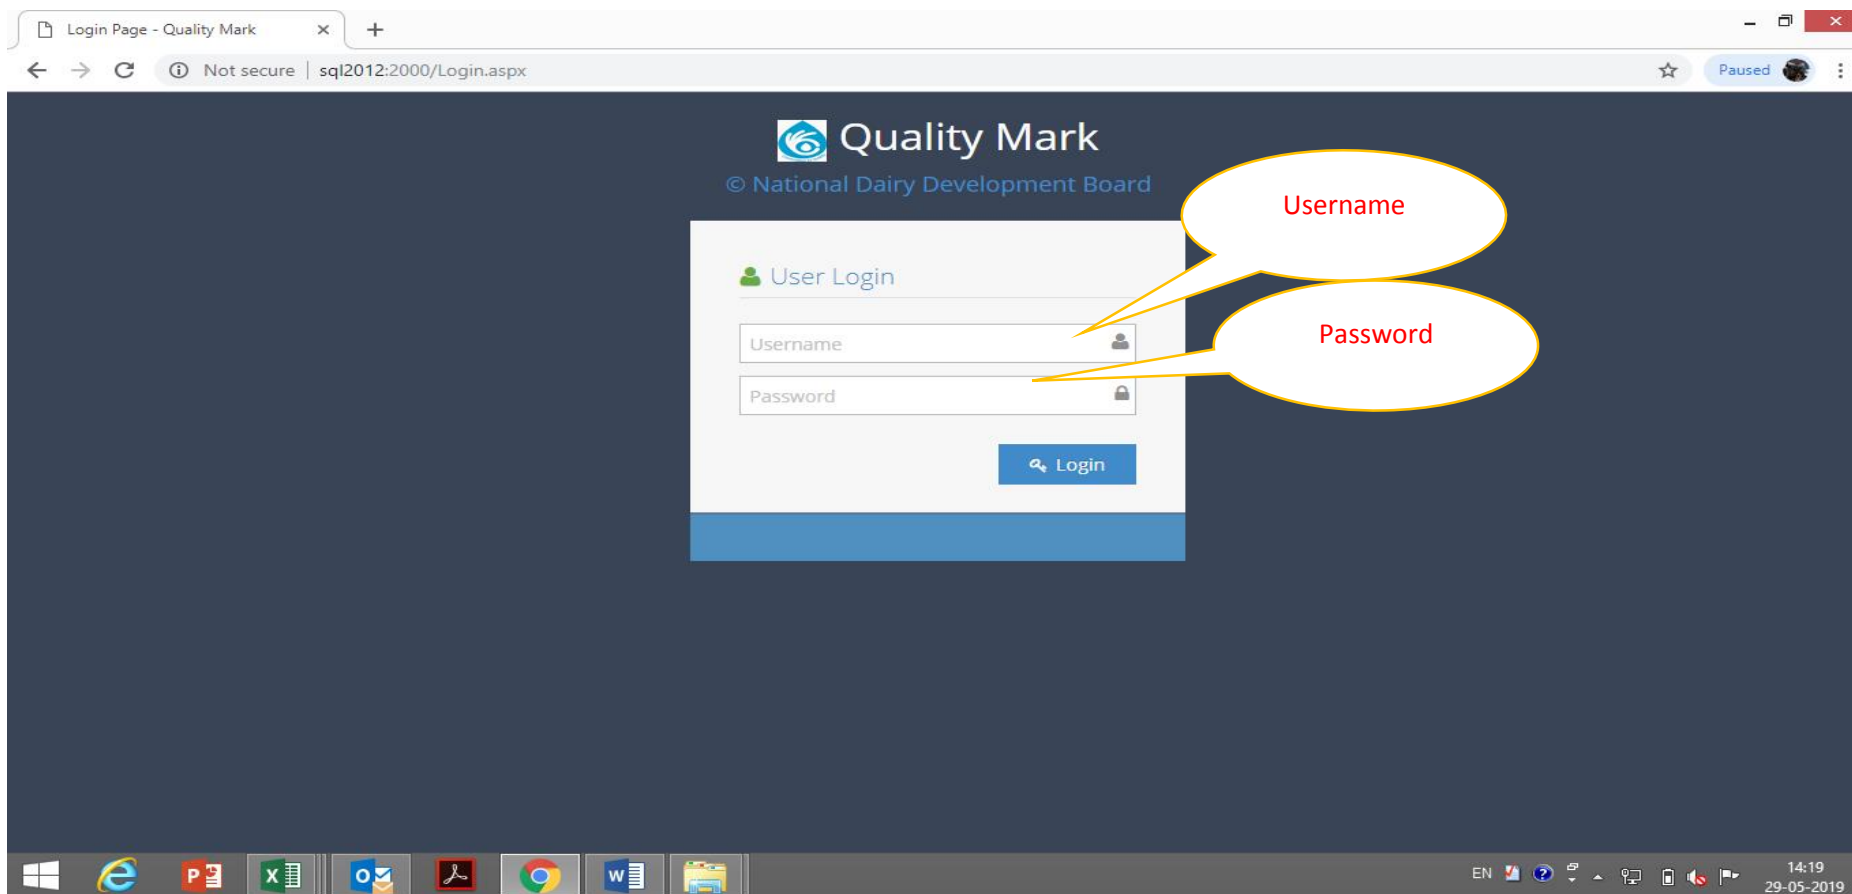 Login Page - Quality Mark
Not secure | sql2012:2000/Login.aspx
Paused
Quality Mark
© National Dairy Development Board
Username
User Login
Username
Password
Password
Login
EN
14:19
29-05-2019